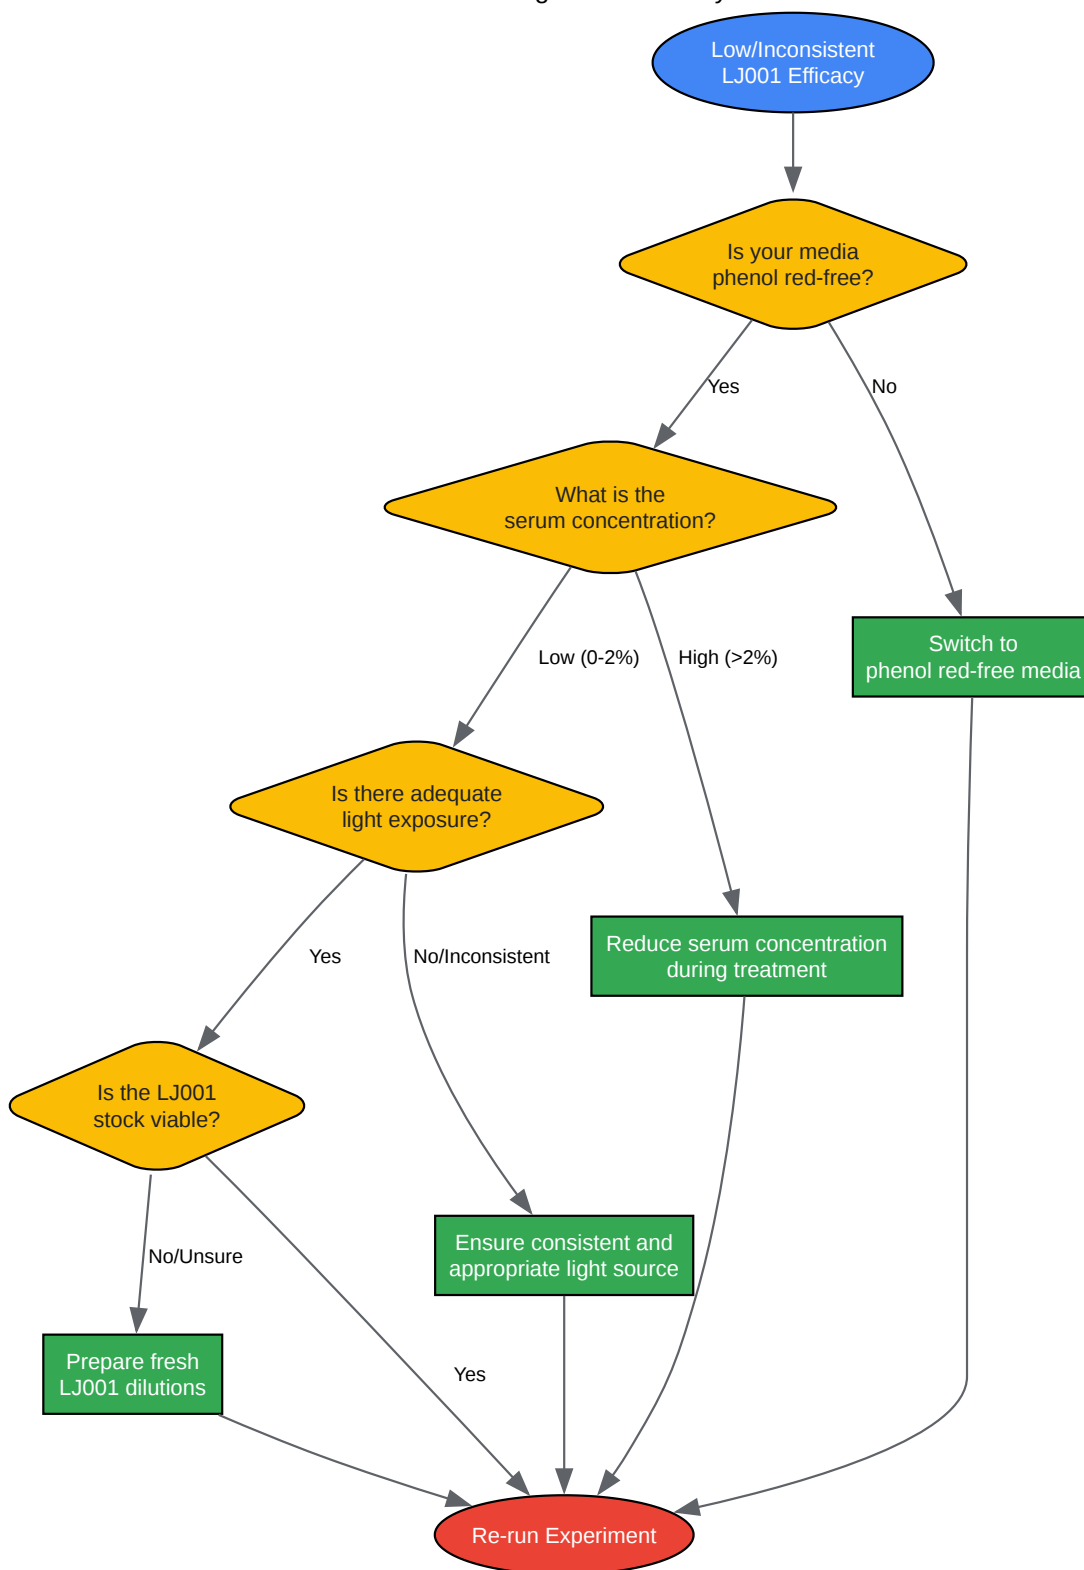 Low/Inconsistent
LJ001 Efficacy
Is your media
phenol red-free?
Yes
No
What is the
serum concentration?
Low (0-2%)
High (>2%)
Switch to
phenol red-free media
Is there adequate
light exposure?
Yes
No/Inconsistent
Reduce serum concentration
during treatment
Is the LJ001
stock viable?
No/Unsure
Ensure consistent and
appropriate light source
Prepare fresh
LJ001 dilutions
Yes
Re-run Experiment